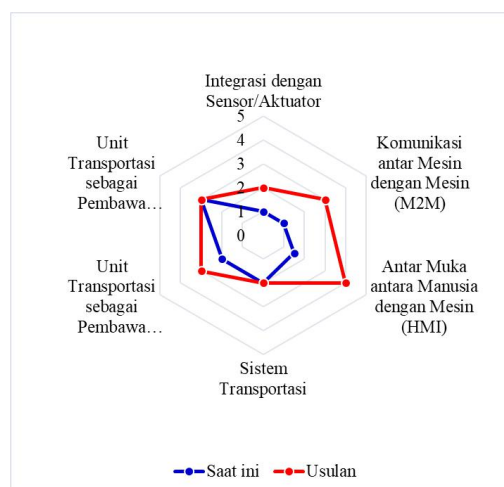 Integrasi dengan
Sensor/Aktuator
5
4
3
2
1
0
Komunikasi
antar Mesin
dengan Mesin
(M2M)
Antar Muka
antara Manusia
dengan Mesin
(HMI)
Sistem
Transportasi
Unit
Transportasi
sebagai
Pembawa…
Unit
Transportasi
sebagai
Pembawa…
Saat ini
Usulan